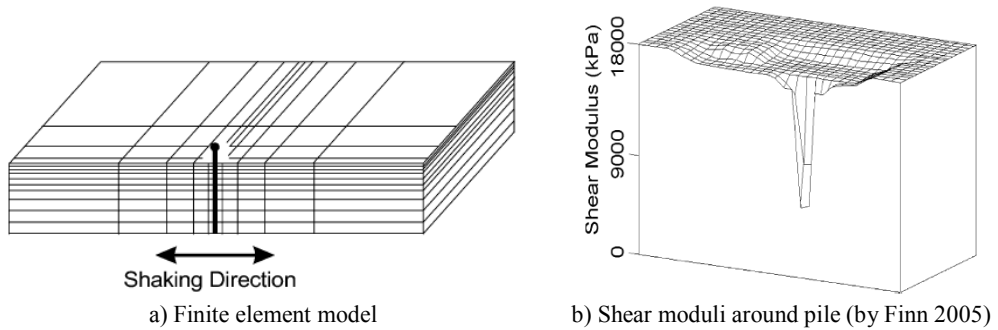 Shaking Direction
a) Finite element model
Shear Modulus (kPa)
18000
9000
0
b) Shear moduli around pile (by Finn 2005)